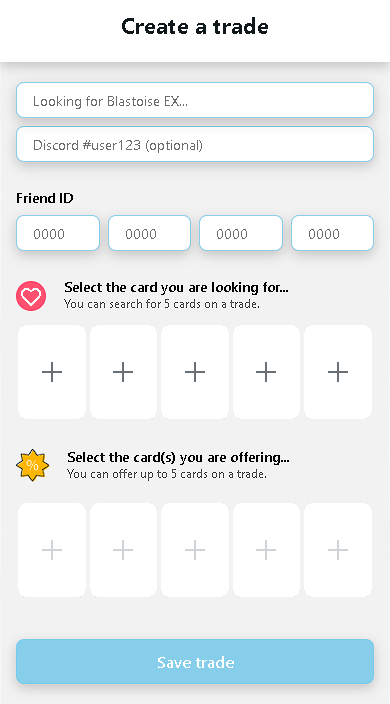 Create a trade
Looking for Blastoise EX...
Discord #user123 (optional)
Friend ID
0000 0000 0000 0000
Select the card you are looking for...
You can search for 5 cards on a trade.
%
Select the card(s) you are offering...
You can offer up to 5 cards on a trade.
Save trade